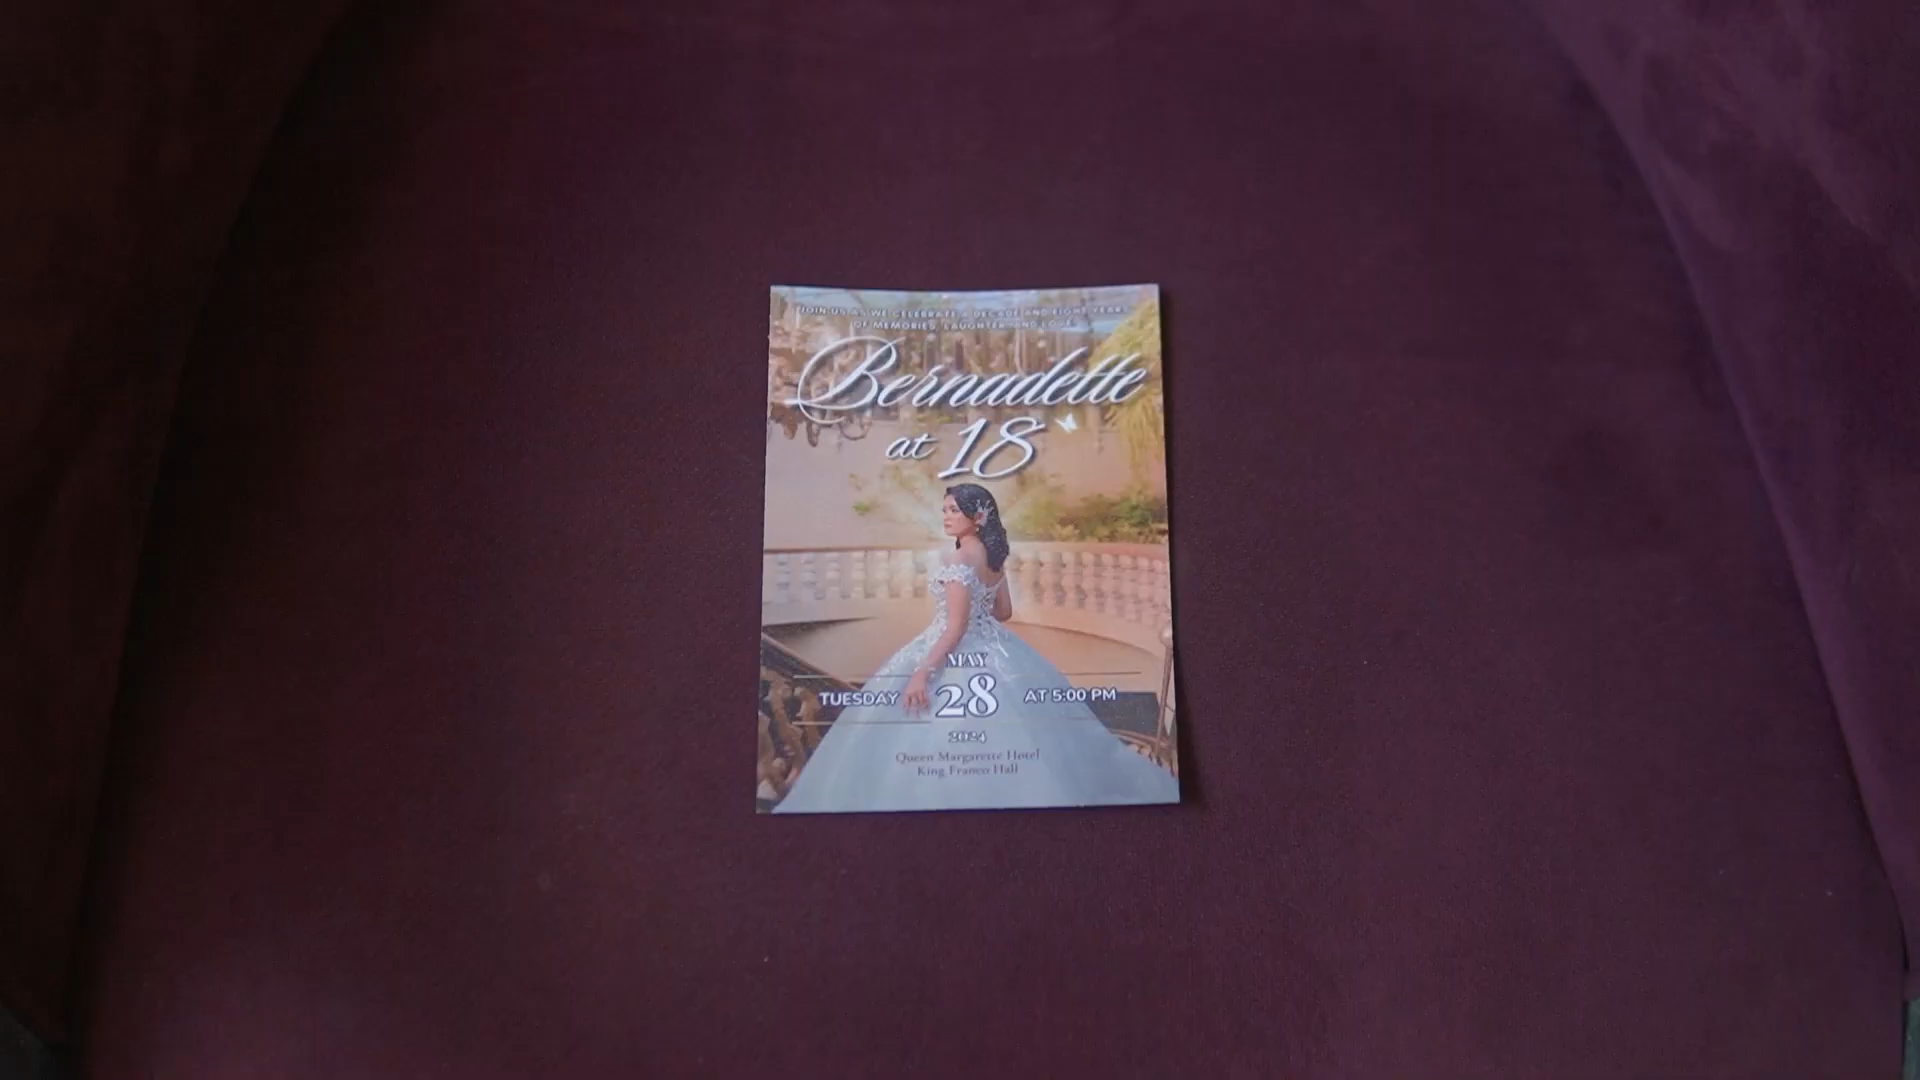 JOIN US AS WE CELEBRATE A DECADE AND EIGHT YEARS
OF MEMORIES, LAUGHTER, AND LOVE
Bernadette
at 18
MAY
TUESDAY 28 AT 5:00 PM
2024
Queen Margarette Hotel
King Franco Hall